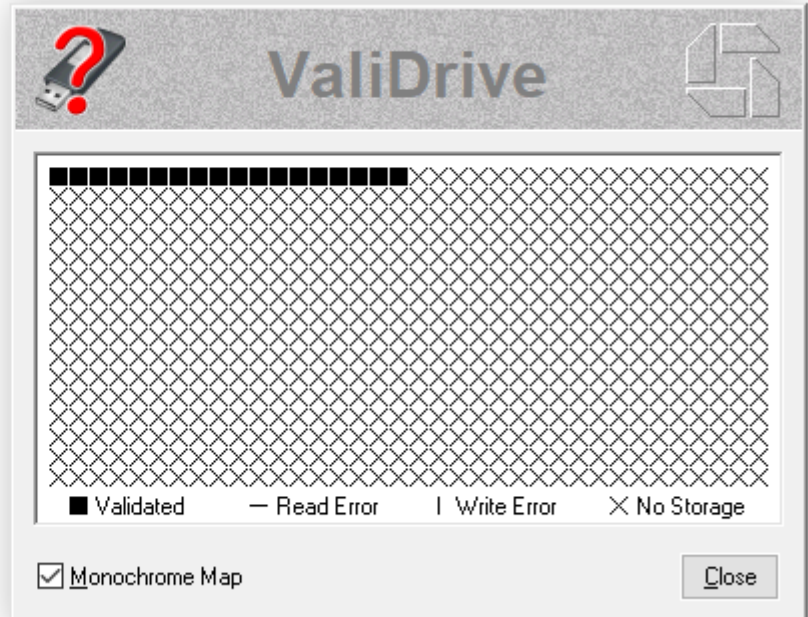 ?
ValiDrive
Validated Read Error Write Error No Storage
Monochrome Map
Close